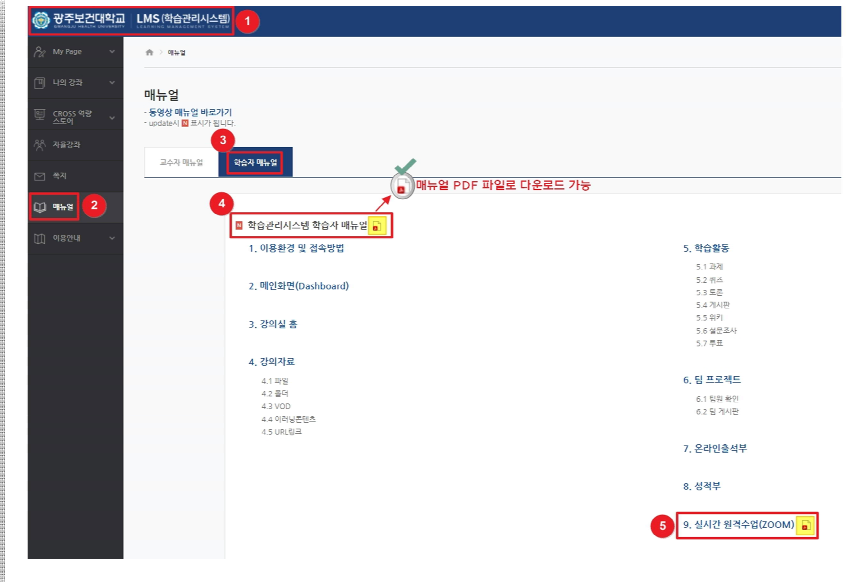 광주보건대학교 LMS (학습관리시스템) 1
GWANGJU HEALTH UNIVERSITY LEARNING MANAGEMENT SYSTEM
My Page
> 매뉴얼
나의 강좌
매뉴얼
CROSS 역량
스토어
- 동영상 매뉴얼 바로가기
- update시 N 표시가 됩니다.
자율강좌
3
교수자 매뉴얼
학습자 매뉴얼
쪽지
매뉴얼 PDF 파일로 다운로드 가능
매뉴얼 2
4
N 학습관리시스템 학습자 매뉴얼
이용안내
1. 이용환경 및 접속방법
2. 메인화면(Dashboard)
3. 강의실 홈
4. 강의자료
4.1 파일
4.2 폴더
4.3 VOD
4.4 이러닝콘텐츠
4.5 URL링크
5. 학습활동
5.1 과제
5.2 퀴즈
5.3 토론
5.4 게시판
5.5 위키
5.6 설문조사
5.7 투표
6. 팀 프로젝트
6.1 팀원 확인
6.2 팀 게시판
7. 온라인출석부
8. 성적부
5 9. 실시간 원격수업(ZOOM)